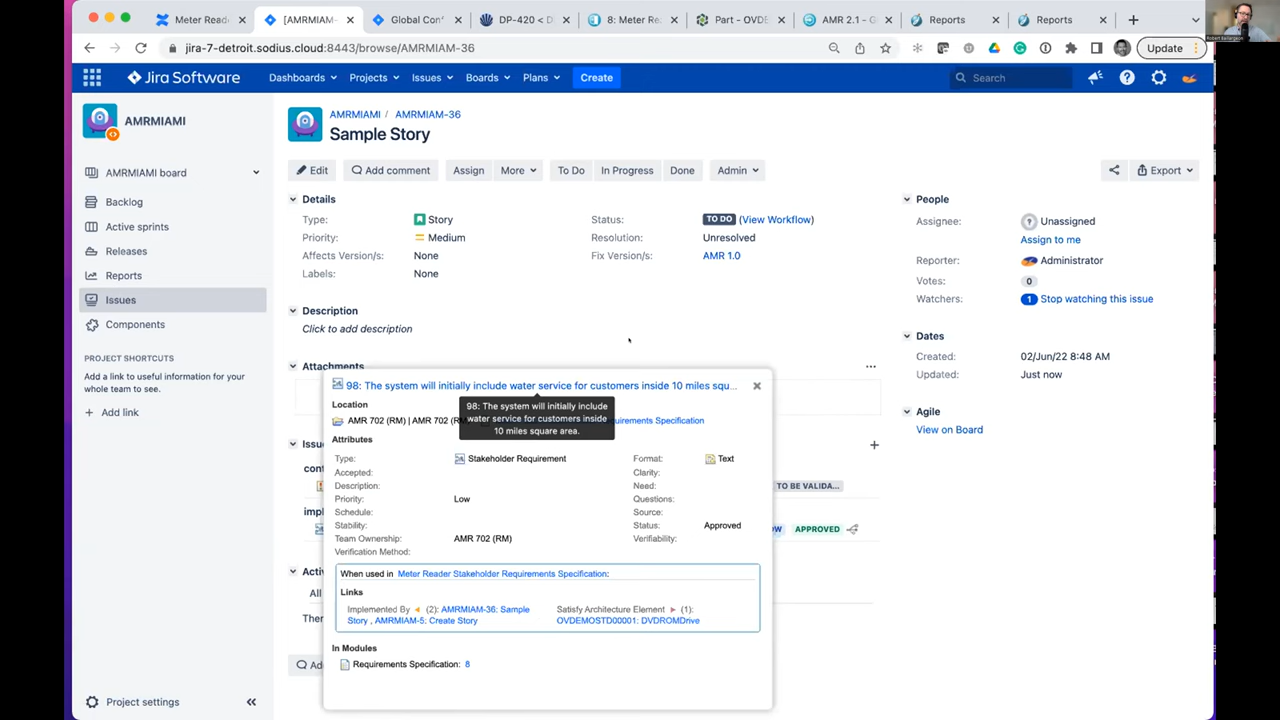 Meter Read
[AMRMIAM-
Global Conf
DP-420 < D
8: Meter Re
Part - OVDE
AMR 2.1 - G
Reports
Reports
jira-7-detroit.sodius.cloud:8443/browse/AMRMIAM-36
Update
Jira Software
Dashboards
Projects
Issues
Boards
Plans
Create
Search
AMRMIAMI
AMRMIAMI board
Backlog
Active sprints
Releases
Reports
Issues
Components
PROJECT SHORTCUTS
Add a link to useful information for your
whole team to see.
Add link
Project settings
AMRMIAMI / AMRMIAM-36
Sample Story
Edit
Add comment
Assign
More
To Do
In Progress
Done
Admin
Export
Details
Type: Story
Status: TO DO (View Workflow)
Priority: Medium
Resolution: Unresolved
Affects Version/s: None
Fix Version/s: AMR 1.0
Labels: None
Description
Click to add description
Attachments
98: The system will initially include water service for customers inside 10 miles squ...
98: The system will initially include
water service for customers inside
10 miles square area.
Location
AMR 702 (RM) | AMR 702 (RM
equirements Specification
Attributes
Type: Stakeholder Requirement
Format: Text
Accepted:
Clarity:
Description:
Need:
Priority: Low
Questions:
Schedule:
Source:
Stability:
Status: Approved
Team Ownership: AMR 702 (RM)
Verifiability:
Verification Method:
When used in Meter Reader Stakeholder Requirements Specification:
Links
Implemented By (2): AMRMIAM-36: Sample
Story , AMRMIAM-5: Create Story
Satisfy Architecture Element (1):
OVDEMOSTD00001: DVDROMDrive
In Modules
Requirements Specification: 8
Issu
cont
TO BE VALIDA...
impl
OW
APPROVED
Activ
All
Ther
Ad
People
Assignee: Unassigned
Assign to me
Reporter: Administrator
Votes: 0
Watchers: 1 Stop watching this issue
Dates
Created: 02/Jun/22 8:48 AM
Updated: Just now
Agile
View on Board